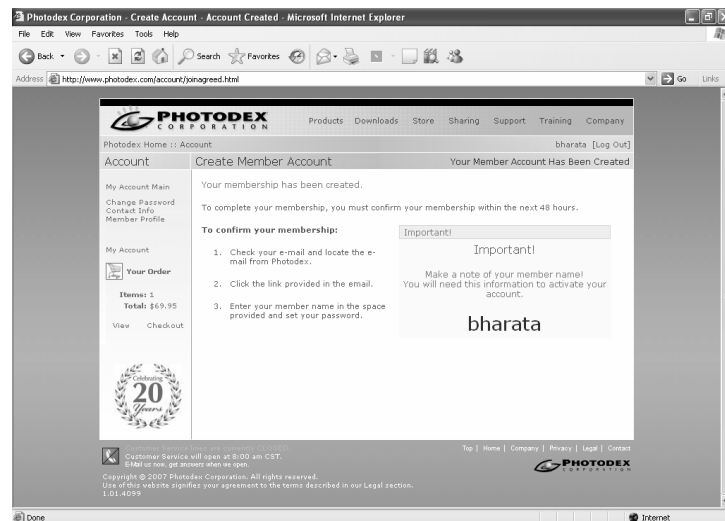 Photodex Corporation - Create Account - Account Created - Microsoft Internet Explorer
File Edit View Favorites Tools Help
Back Search Favorites
Address http://www.photodex.com/account/joinagreed.html Go Links
PHOTODEX
CORPORATION
Products Downloads Store Sharing Support Training Company
Photodex Home :: Account bharata [Log Out]
Account Create Member Account Your Member Account Has Been Created
My Account Main
Change Password
Contact Info
Member Profile
My Account
Your Order
Items: 1
Total: $69.95
View Checkout
Celebrating
20
Years
Your membership has been created.
To complete your membership, you must confirm your membership within the next 48 hours.
To confirm your membership:
1. Check your e-mail and locate the e-
mail from Photodex.
2. Click the link provided in the email.
3. Enter your member name in the space
provided and set your password.
Important!
Important!
Make a note of your member name!
You will need this information to activate your
account.
bharata
Customer Service lines are currently CLOSED.
Customer Service will open at 9:00 am CST.
E-Mail us now, get answers when we open.
Top | Home | Company | Privacy | Legal | Contact
PHOTODEX
CORPORATION
Copyright © 2007 Photodex Corporation. All rights reserved.
Use of this website signifies your agreement to the terms described in our Legal section.
1.01.4099
Done Internet